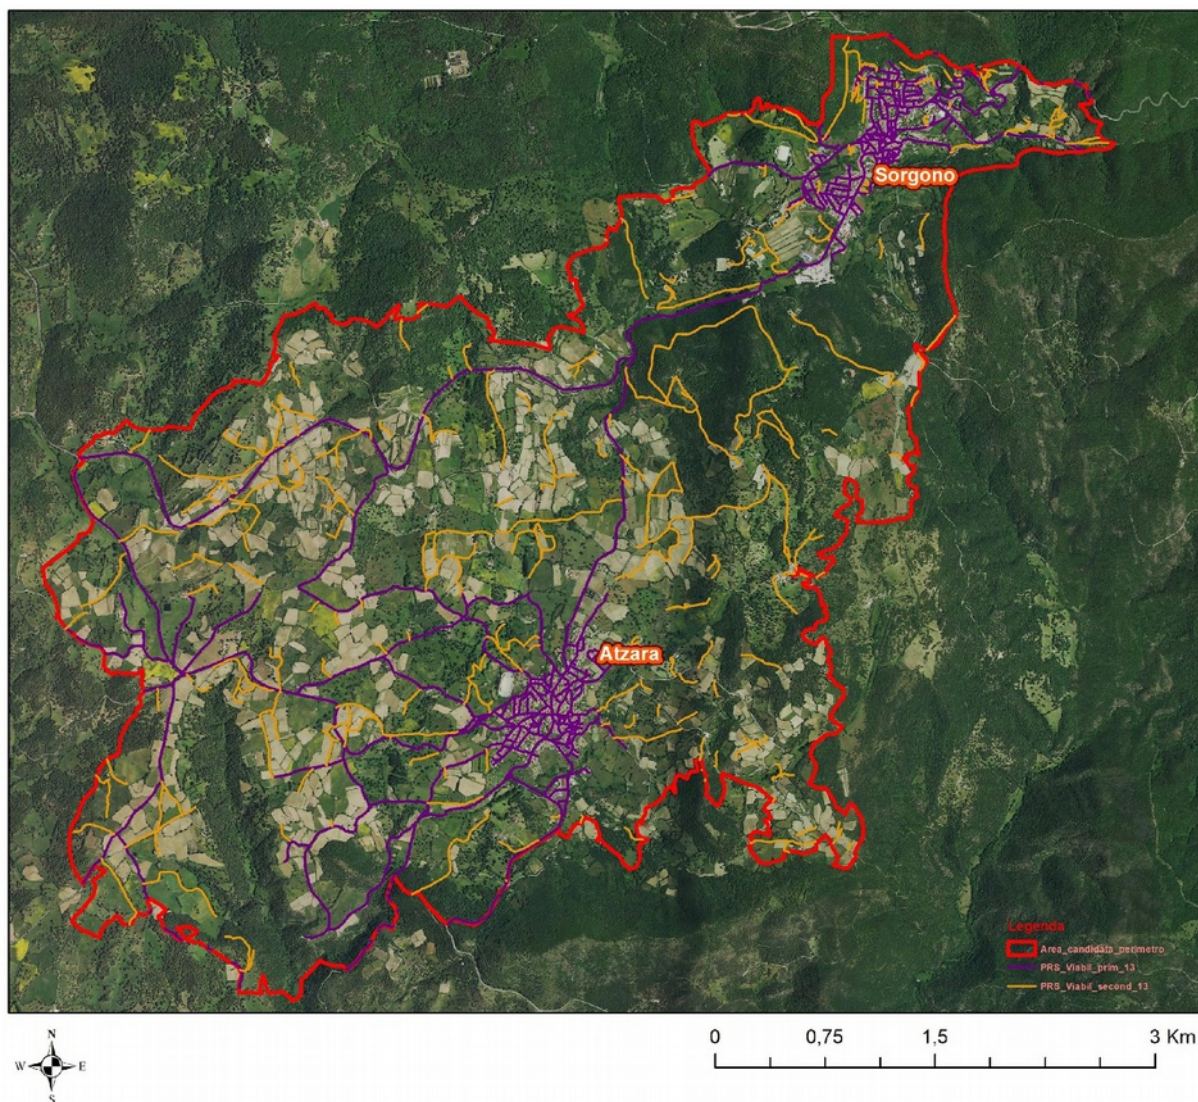 Sorgono
Atzara
Legenda
Area_candidata_perimetro
PRS_Viabil_prim_13
PRS_Viabil_second_13
N
W E
S
0 0,75 1,5 3 Km